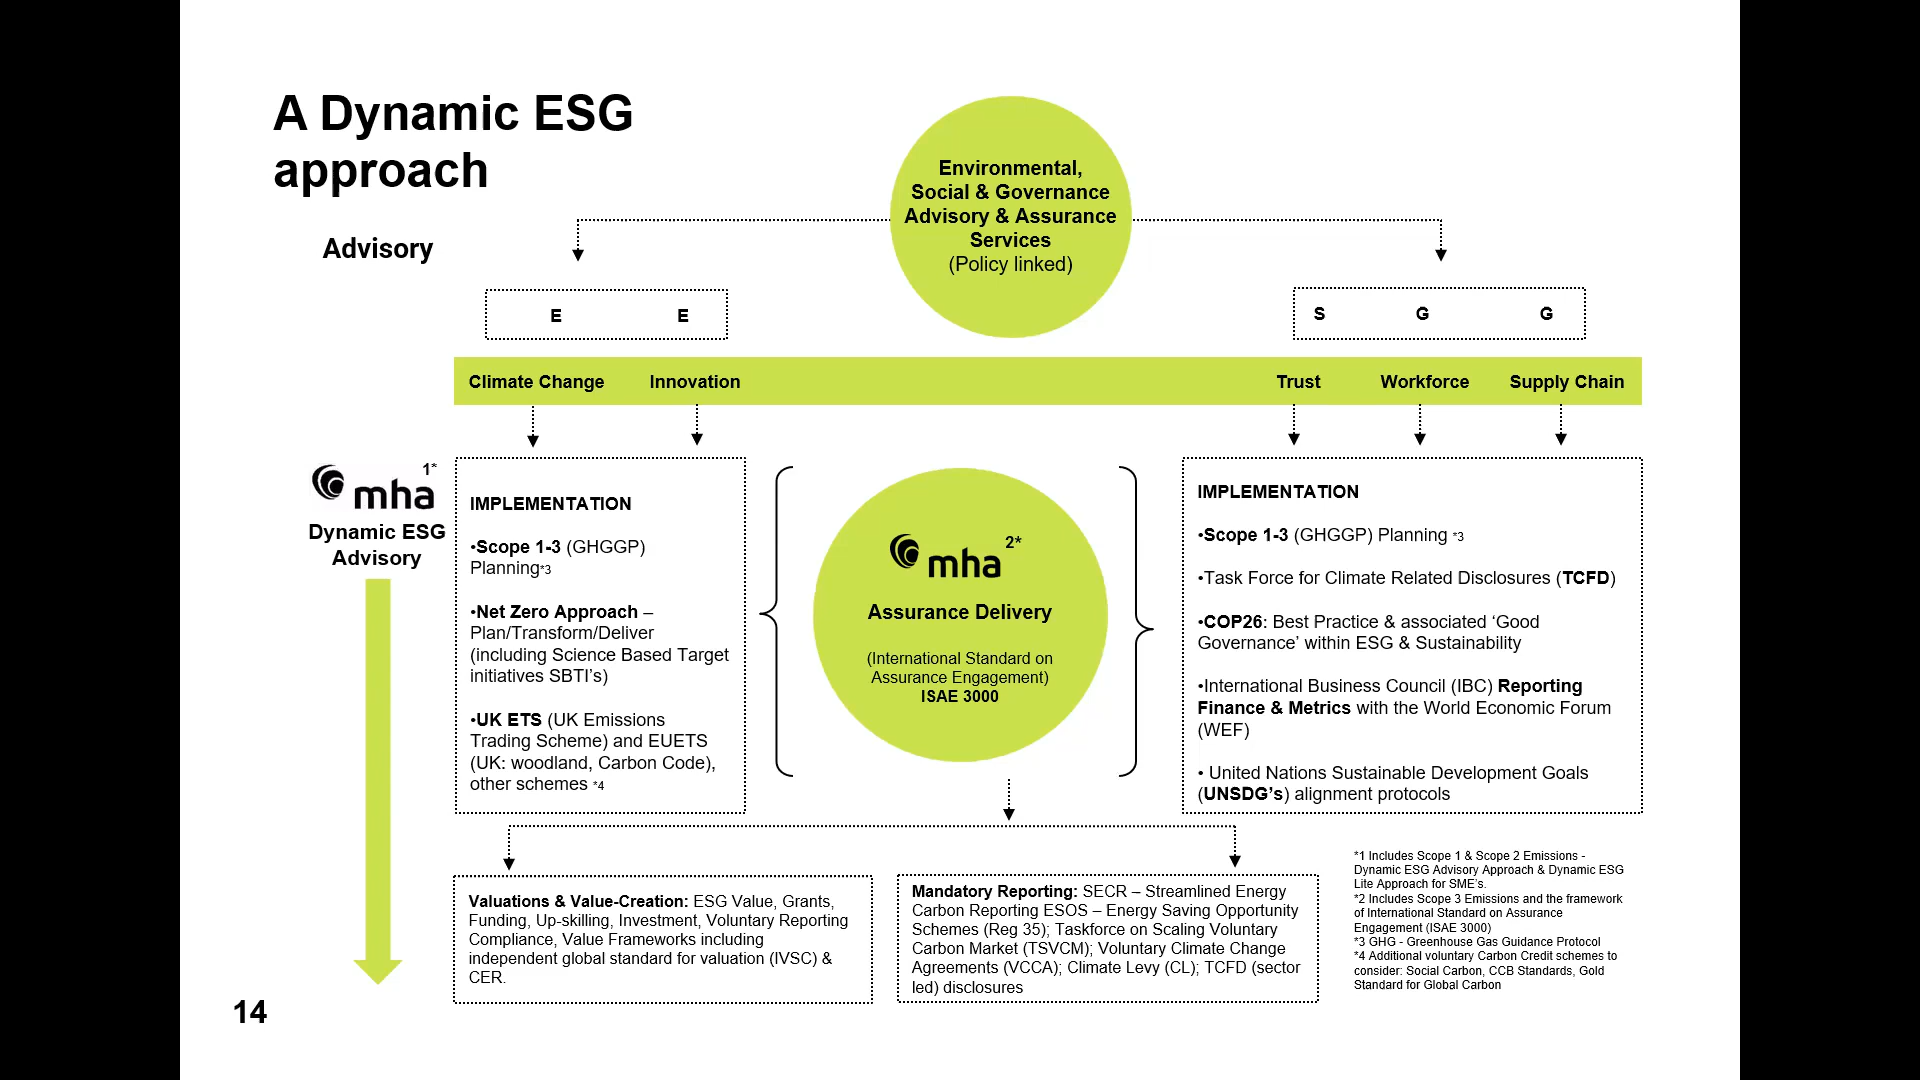 A Dynamic ESG
approach
Environmental,
Social & Governance
Advisory & Assurance
Services
(Policy linked)
Advisory
E E
S G G
Climate Change Innovation Trust Workforce Supply Chain
mha 1*
Dynamic ESG
Advisory
IMPLEMENTATION
•Scope 1-3 (GHGGP)
Planning*3
•Net Zero Approach –
Plan/Transform/Deliver
(including Science Based Target
initiatives SBTI’s)
•UK ETS (UK Emissions
Trading Scheme) and EUETS
(UK: woodland, Carbon Code),
other schemes *4
mha 2*
Assurance Delivery
(International Standard on
Assurance Engagement)
ISAE 3000
IMPLEMENTATION
•Scope 1-3 (GHGGP) Planning *3
•Task Force for Climate Related Disclosures (TCFD)
•COP26: Best Practice & associated ‘Good
Governance’ within ESG & Sustainability
•International Business Council (IBC) Reporting
Finance & Metrics with the World Economic Forum
(WEF)
• United Nations Sustainable Development Goals
(UNSDG’s) alignment protocols
Valuations & Value-Creation: ESG Value, Grants,
Funding, Up-skilling, Investment, Voluntary Reporting
Compliance, Value Frameworks including
independent global standard for valuation (IVSC) &
CER.
Mandatory Reporting: SECR – Streamlined Energy
Carbon Reporting ESOS – Energy Saving Opportunity
Schemes (Reg 35); Taskforce on Scaling Voluntary
Carbon Market (TSVCM); Voluntary Climate Change
Agreements (VCCA); Climate Levy (CL); TCFD (sector
led) disclosures
*1 Includes Scope 1 & Scope 2 Emissions -
Dynamic ESG Advisory Approach & Dynamic ESG
Lite Approach for SME’s.
*2 Includes Scope 3 Emissions and the framework
of International Standard on Assurance
Engagement (ISAE 3000)
*3 GHG - Greenhouse Gas Guidance Protocol
*4 Additional voluntary Carbon Credit schemes to
consider: Social Carbon, CCB Standards, Gold
Standard for Global Carbon
14